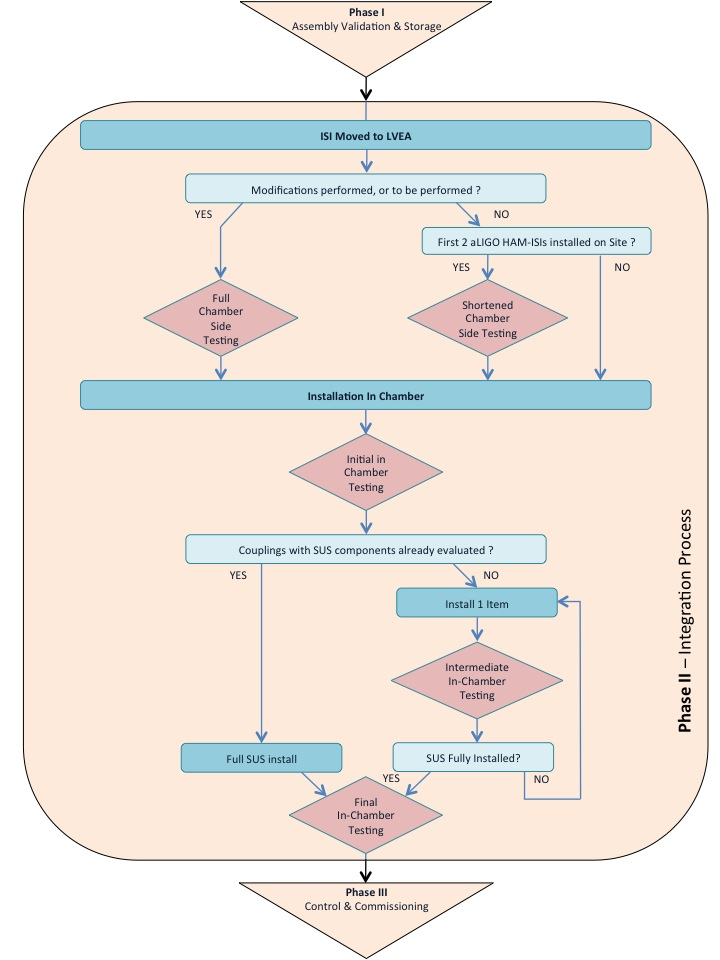 Phase I
Assembly Validation & Storage
ISI Moved to LVEA
Modifications performed, or to be performed ?
YES
NO
First 2 aLIGO HAM-ISIs installed on Site ?
YES
NO
Full
Chamber
Side
Testing
Shortened
Chamber
Side Testing
Installation In Chamber
Initial in
Chamber
Testing
Couplings with SUS components already evaluated ?
YES
NO
Install 1 Item
Intermediate
In-Chamber
Testing
Full SUS install
SUS Fully Installed?
YES
NO
Final
In-Chamber
Testing
Phase II – Integration Process
Phase III
Control & Commissioning